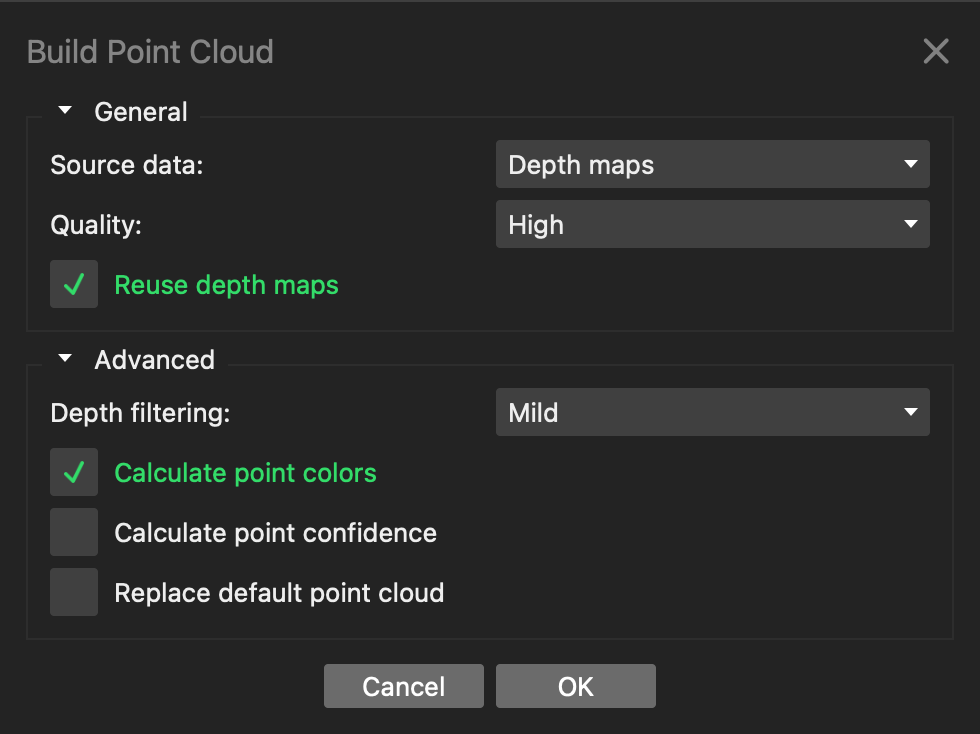 Build Point Cloud
General
Source data: Depth maps
Quality: High
Reuse depth maps
Advanced
Depth filtering: Mild
Calculate point colors
Calculate point confidence
Replace default point cloud
Cancel OK